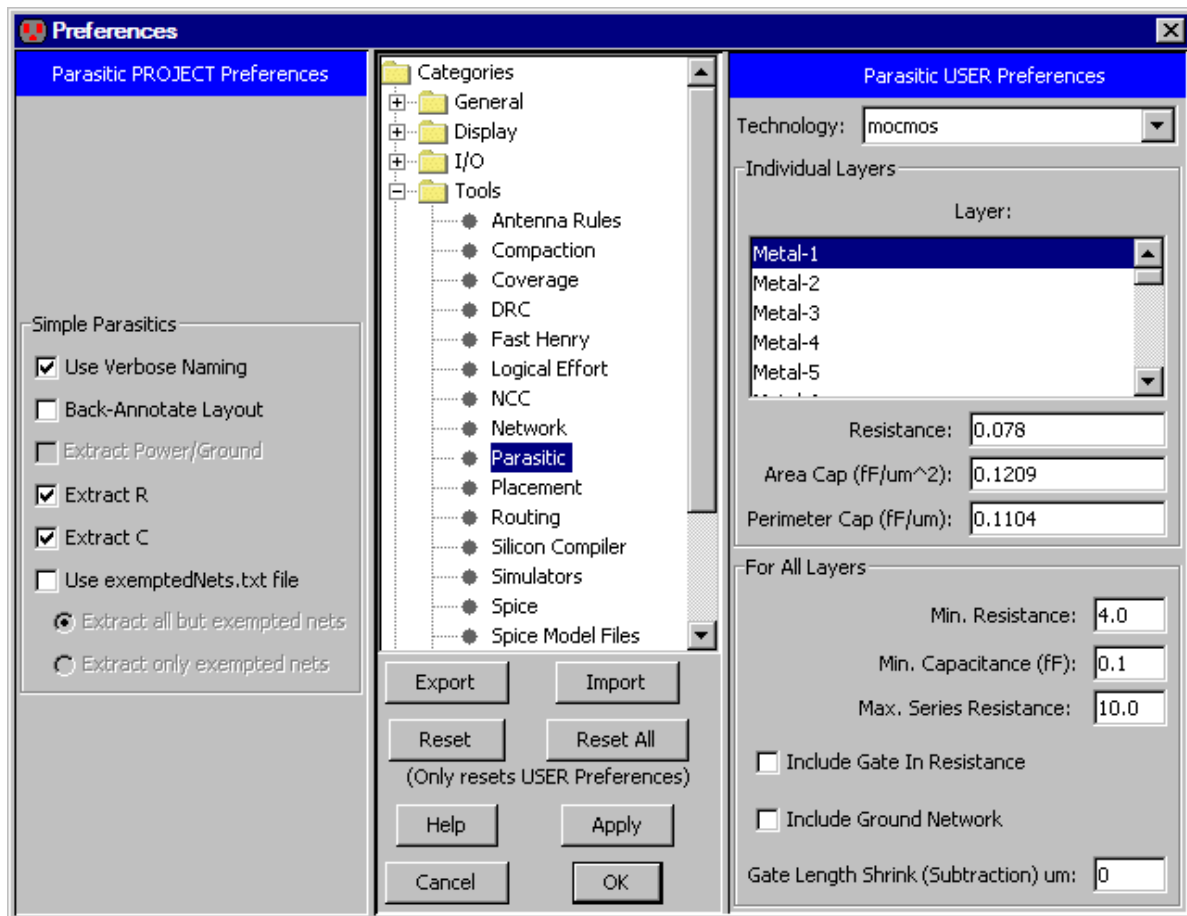 Preferences
Parasitic PROJECT Preferences
Simple Parasitics
Use Verbose Naming
Back-Annotate Layout
Extract Power/Ground
Extract R
Extract C
Use exemptedNets.txt file
Extract all but exempted nets
Extract only exempted nets
Categories
General
Display
I/O
Tools
Antenna Rules
Compaction
Coverage
DRC
Fast Henry
Logical Effort
NCC
Network
Parasitic
Placement
Routing
Silicon Compiler
Simulators
Spice
Spice Model Files
Export Import
Reset Reset All
(Only resets USER Preferences)
Help Apply
Cancel OK
Parasitic USER Preferences
Technology: mocmos
Individual Layers
Layer:
Metal-1
Metal-2
Metal-3
Metal-4
Metal-5
Resistance: 0.078
Area Cap (fF/um^2): 0.1209
Perimeter Cap (fF/um): 0.1104
For All Layers
Min. Resistance: 4.0
Min. Capacitance (fF): 0.1
Max. Series Resistance: 10.0
Include Gate In Resistance
Include Ground Network
Gate Length Shrink (Subtraction) um: 0